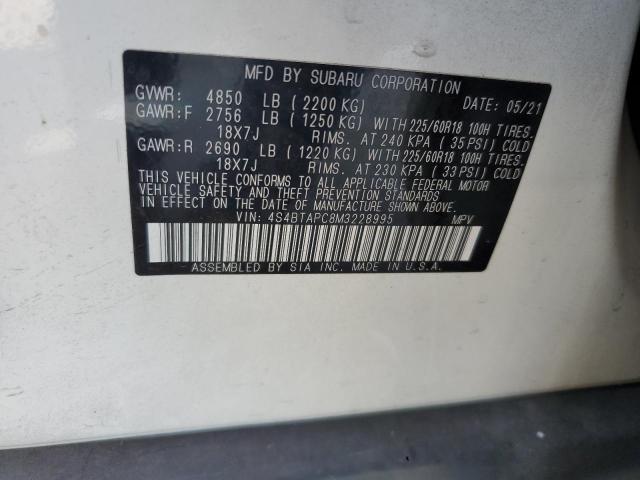 MFD BY SUBARU CORPORATION
GVWR: 4850 LB (2200 KG) DATE: 05/21
GAWR:F 2756 LB (1250 KG) WITH 225/60R18 100H TIRES.
18X7J RIMS. AT 240 KPA (35 PSI) COLD
GAWR:R 2690 LB (1220 KG) WITH 225/60R18 100H TIRES.
18X7J RIMS. AT 230 KPA (33 PSI) COLD
THIS VEHICLE CONFORMS TO ALL APPLICABLE FEDERAL MOTOR
VEHICLE SAFETY AND THEFT PREVENTION STANDARDS
IN EFFECT ON THE DATE OF MANUFACTURE SHOWN ABOVE.
VIN: 4S4BTAPC8M3228995 MPV
ASSEMBLED BY SIA INC. MADE IN U.S.A.